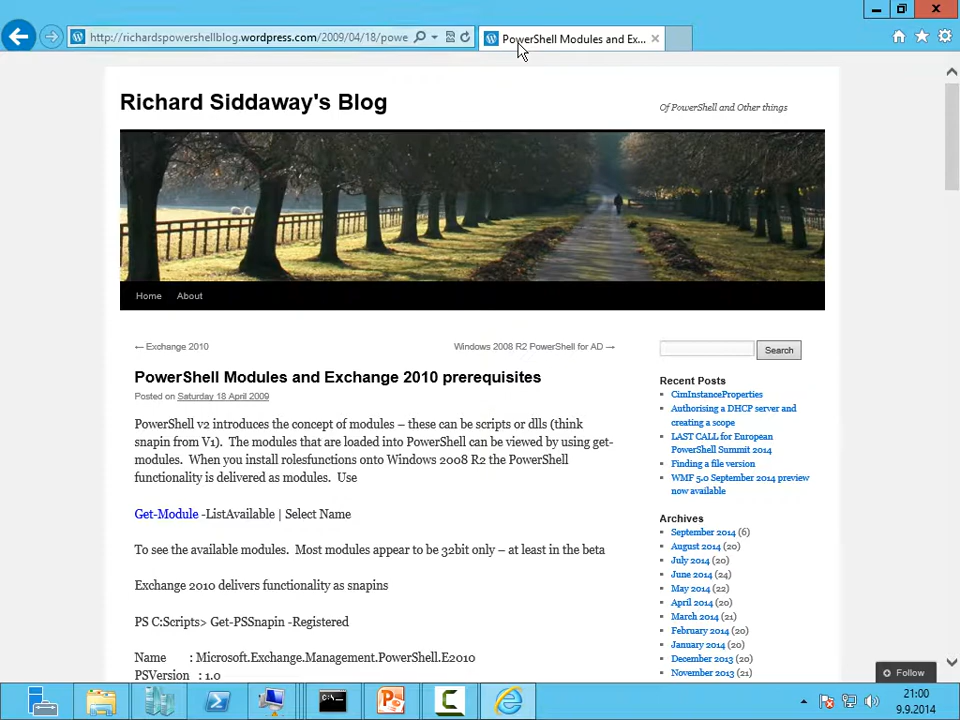 http://richardspowershellblog.wordpress.com/2009/04/18/powe
PowerShell Modules and Ex...
Richard Siddaway's Blog
Of PowerShell and Other things
Home About
← Exchange 2010
Windows 2008 R2 PowerShell for AD →
PowerShell Modules and Exchange 2010 prerequisites
Posted on Saturday 18 April 2009
PowerShell v2 introduces the concept of modules – these can be scripts or dlls (think
snapin from V1).  The modules that are loaded into PowerShell can be viewed by using get-
modules.  When you install rolesfunctions onto Windows 2008 R2 the PowerShell
functionality is delivered as modules.  Use
Get-Module -ListAvailable | Select Name
To see the available modules.  Most modules appear to be 32bit only – at least in the beta
Exchange 2010 delivers functionality as snapins
PS C:Scripts> Get-PSSnapin -Registered
Name : Microsoft.Exchange.Management.PowerShell.E2010
PSVersion : 1.0
Search
Recent Posts
CimInstanceProperties
Authorising a DHCP server and
creating a scope
LAST CALL for European
PowerShell Summit 2014
Finding a file version
WMF 5.0 September 2014 preview
now available
Archives
September 2014 (6)
August 2014 (20)
July 2014 (20)
June 2014 (24)
May 2014 (22)
April 2014 (20)
March 2014 (21)
February 2014 (20)
January 2014 (20)
December 2013 (20)
November 2013 (21)
Follow
21:00
9.9.2014